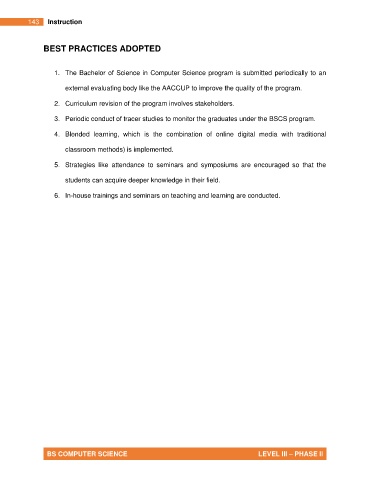 143 Instruction
BEST PRACTICES ADOPTED
1. The Bachelor of Science in Computer Science program is submitted periodically to an
external evaluating body like the AACCUP to improve the quality of the program.
2. Curriculum revision of the program involves stakeholders.
3. Periodic conduct of tracer studies to monitor the graduates under the BSCS program.
4. Blended learning, which is the combination of online digital media with traditional
classroom methods) is implemented.
5. Strategies like attendance to seminars and symposiums are encouraged so that the
students can acquire deeper knowledge in their field.
6. In-house trainings and seminars on teaching and learning are conducted.
BS COMPUTER SCIENCE LEVEL III – PHASE II